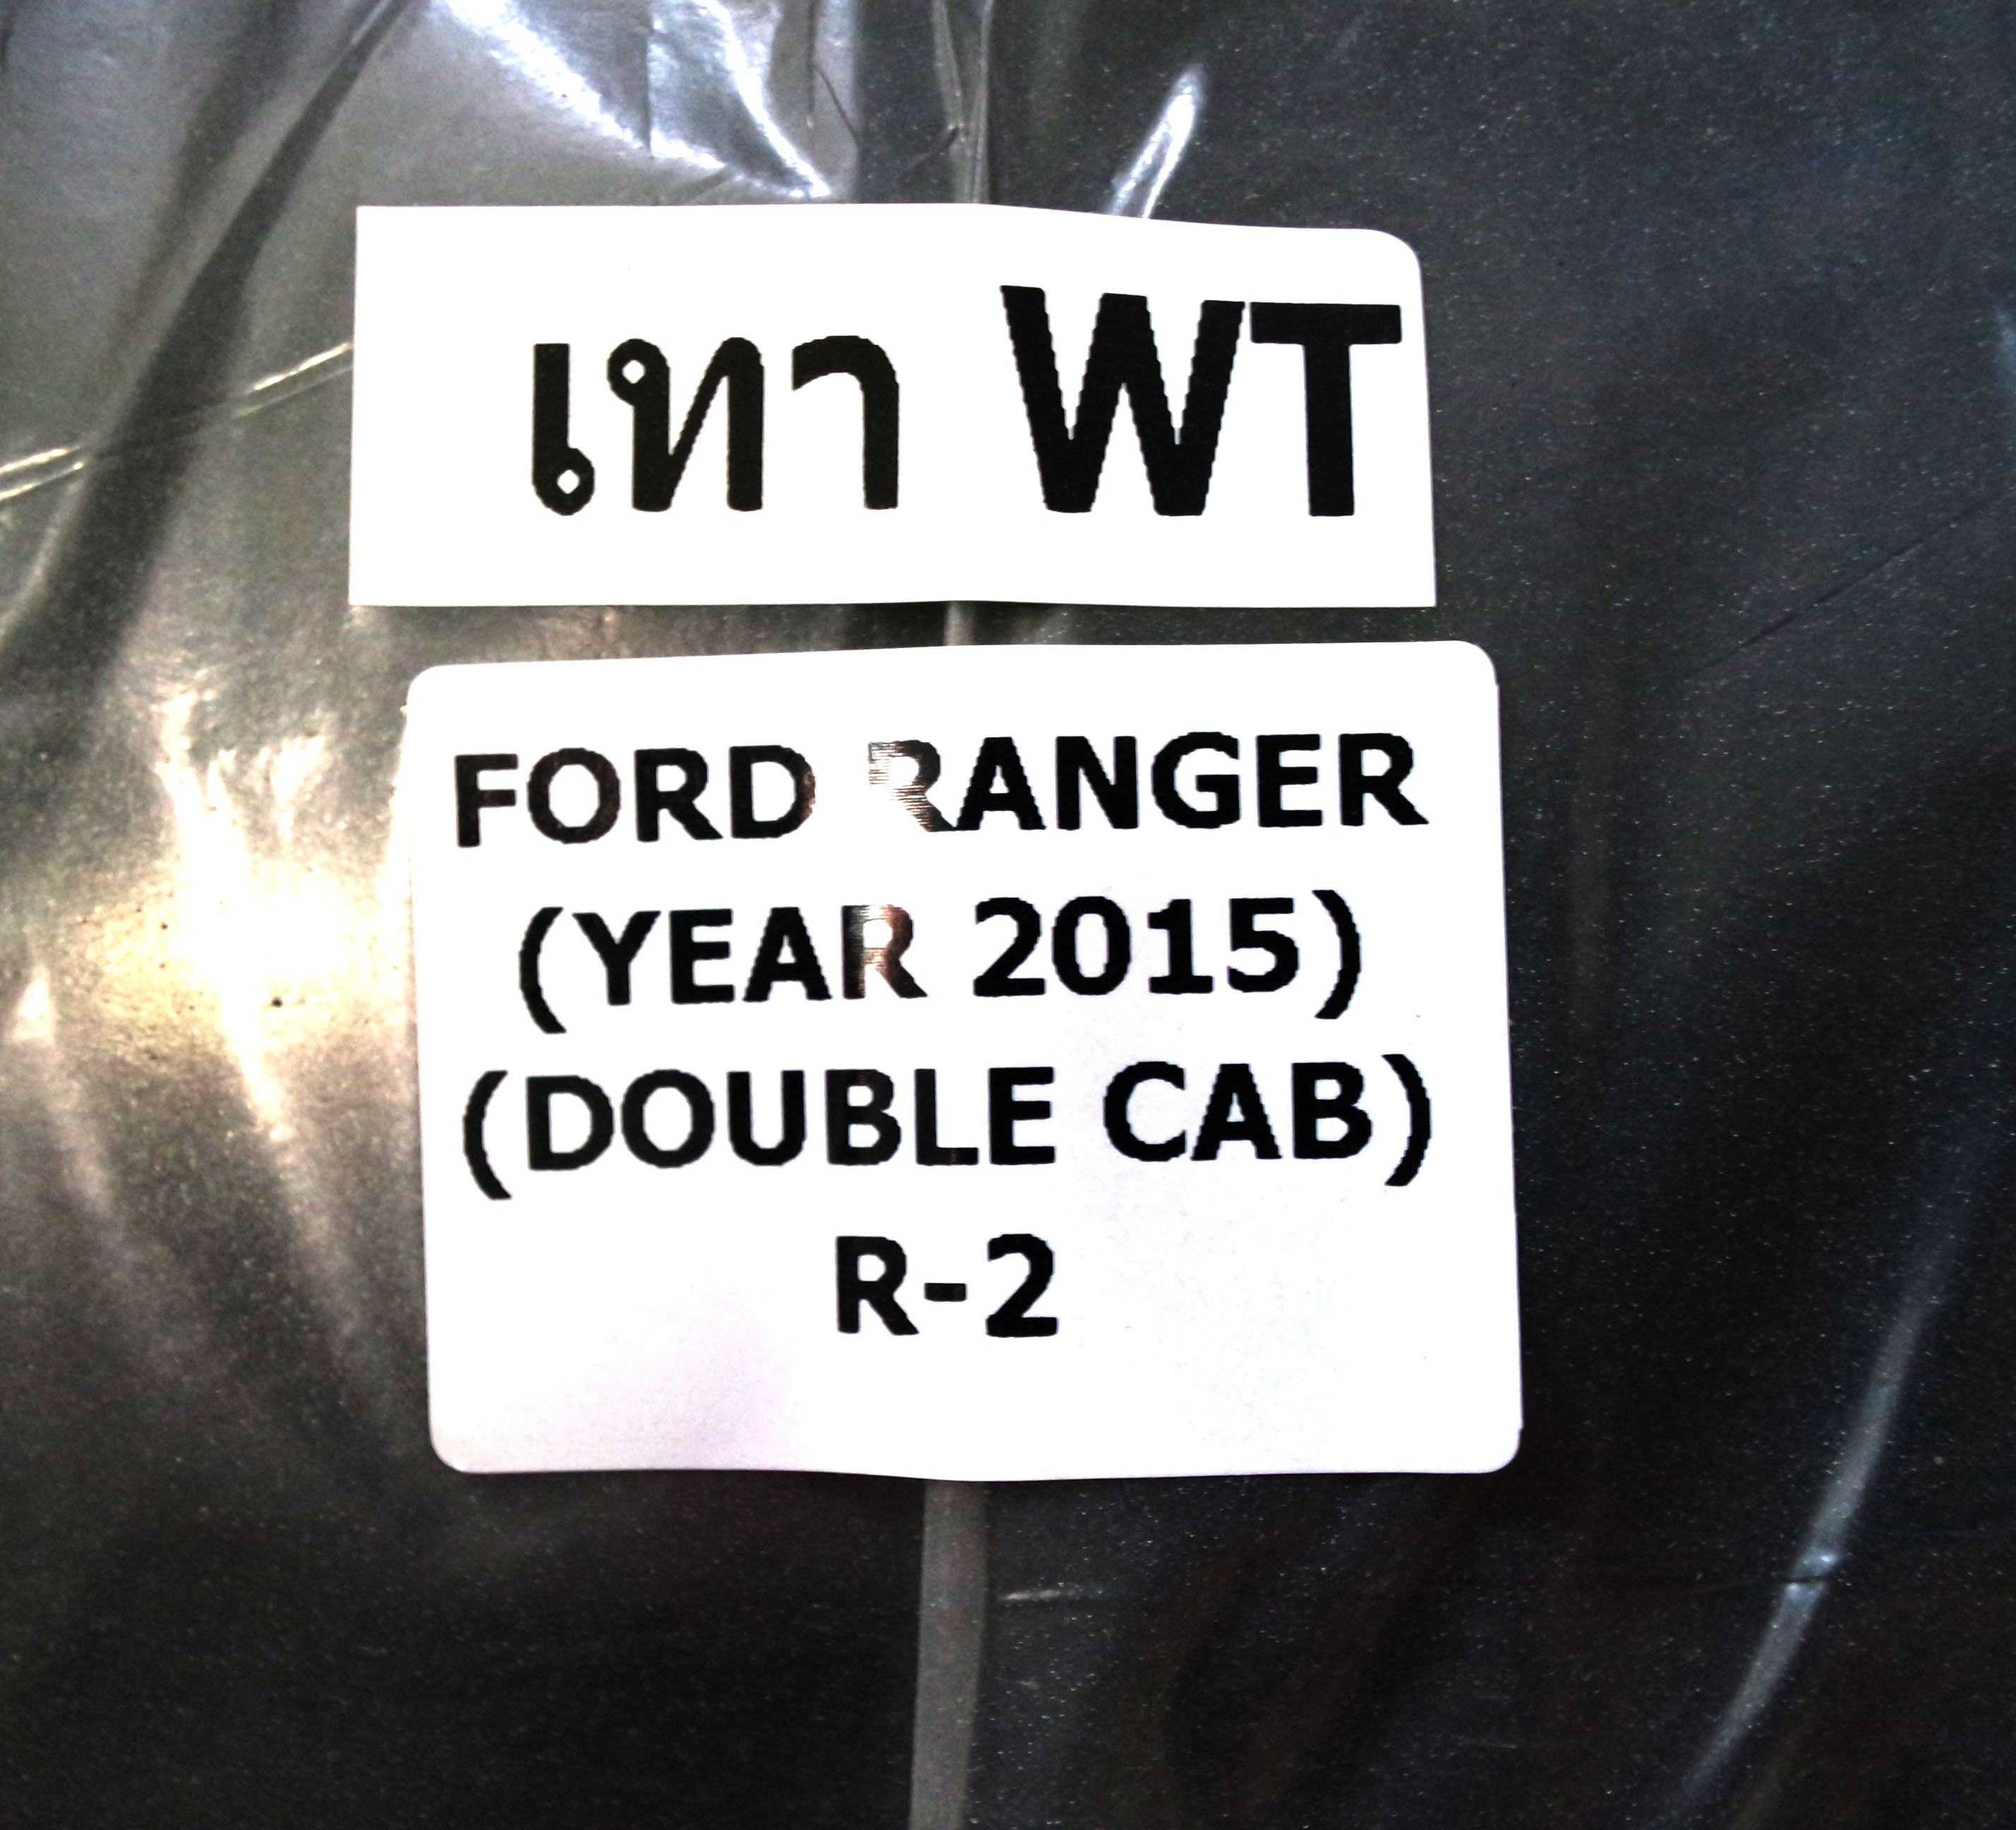 เทา WT
FORD RANGER
(YEAR 2015)
(DOUBLE CAB)
R-2